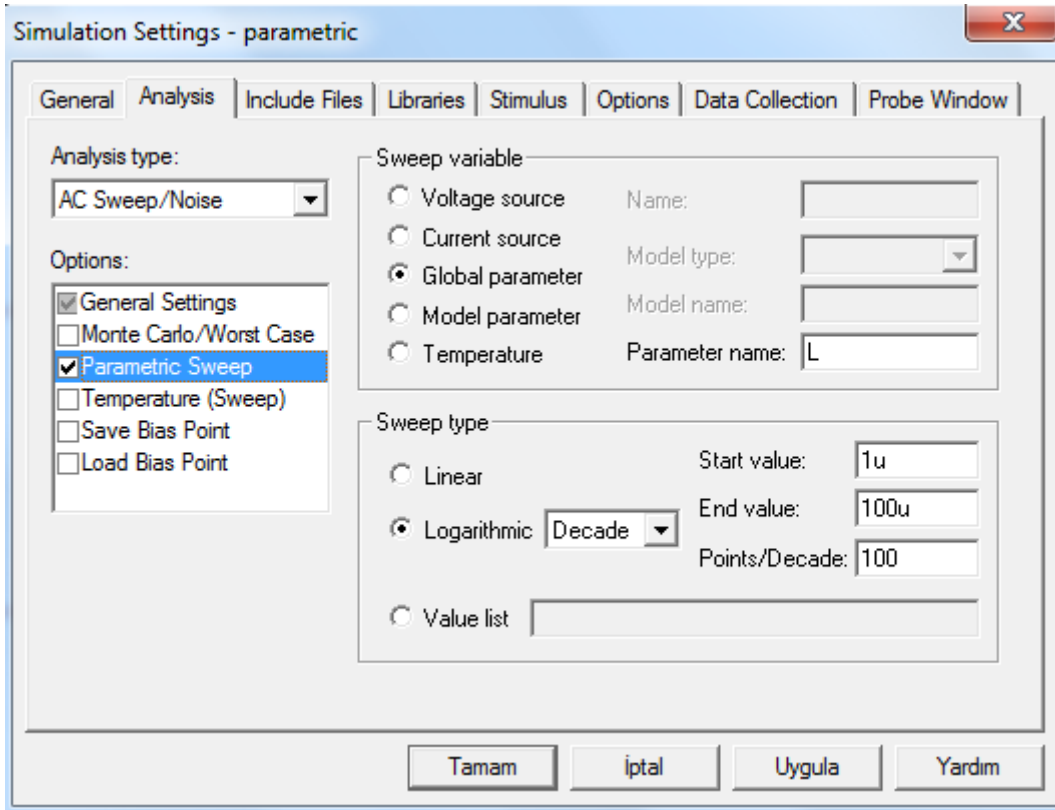 Simulation Settings - parametric
General Analysis Include Files Libraries Stimulus Options Data Collection Probe Window
Analysis type:
AC Sweep/Noise
Options:
General Settings
Monte Carlo/Worst Case
Parametric Sweep
Temperature (Sweep)
Save Bias Point
Load Bias Point
Sweep variable
Voltage source
Current source
Global parameter
Model parameter
Temperature
Name:
Model type:
Model name:
Parameter name: L
Sweep type
Linear
Logarithmic Decade
Value list
Start value: 1u
End value: 100u
Points/Decade: 100
Tamam İptal Uygula Yardım